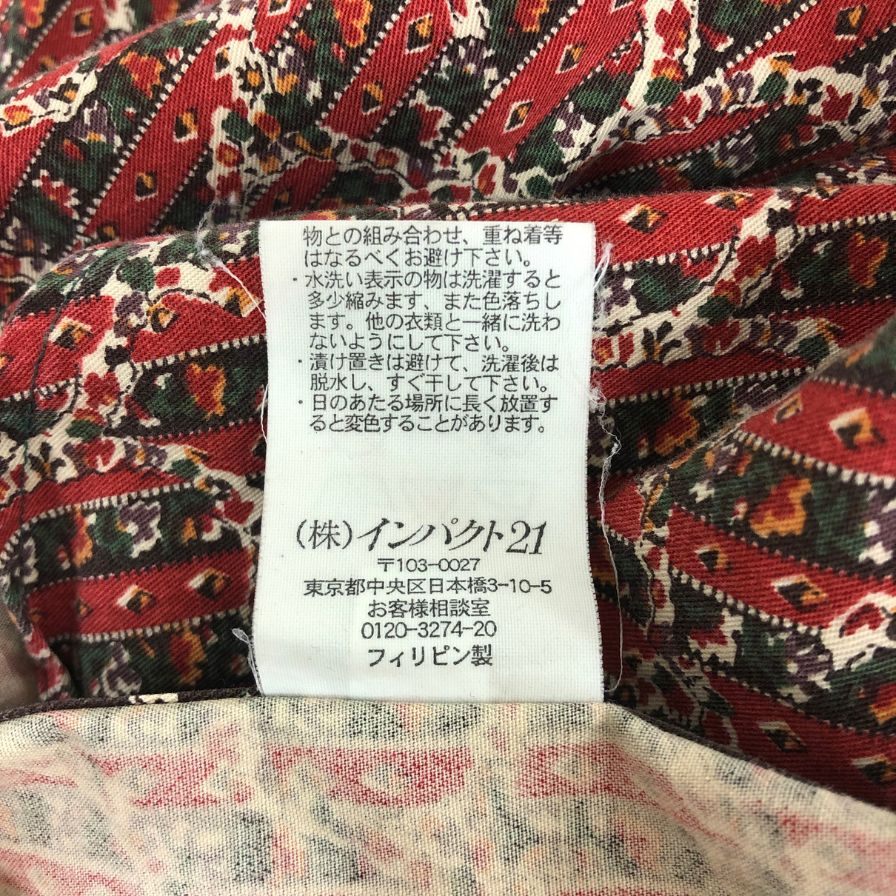 物との組み合わせ、重ね着等
はなるべくお避け下さい。
・水洗い表示の物は洗濯すると
多少縮みます、また色落ちし
ます。他の衣類と一緒に洗わ
ないようにして下さい。
・漬け置きは避けて、洗濯後は
脱水し、すぐ干して下さい。
・日のあたる場所に長く放置す
ると変色することがあります。
(株)インパクト21
〒103-0027
東京都中央区日本橋3-10-5
お客様相談室
0120-3274-20
フィリピン製